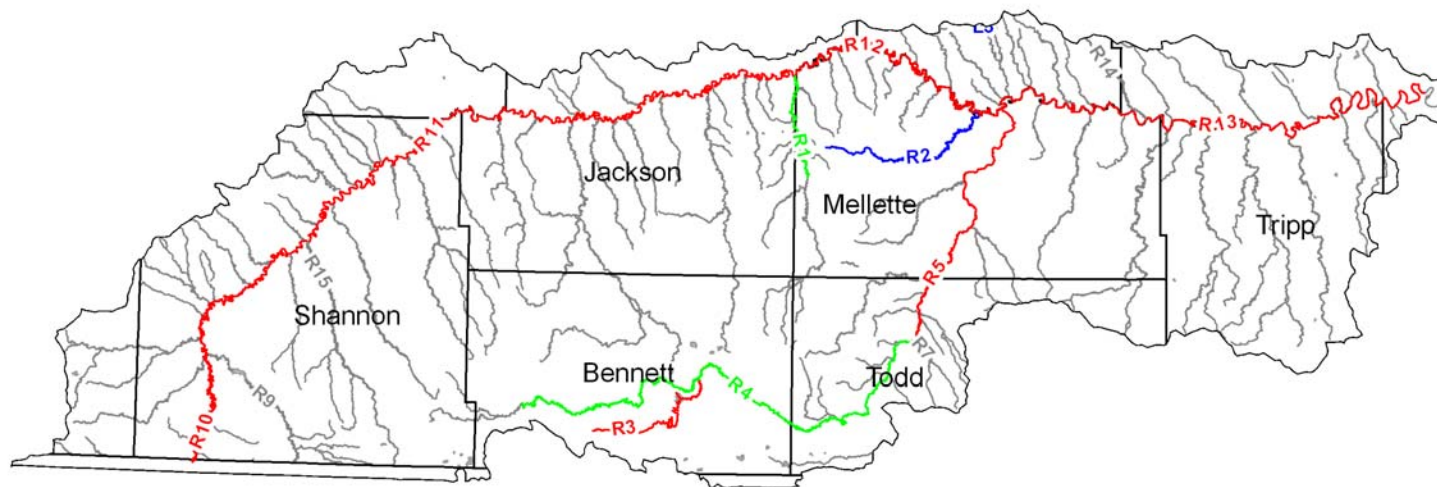 L3
R12
R14
R11
R13
R1
R2
Jackson
Mellette
Tripp
R15
R5
Shannon
R7
Bennett
Todd
R4
R9
R3
R10